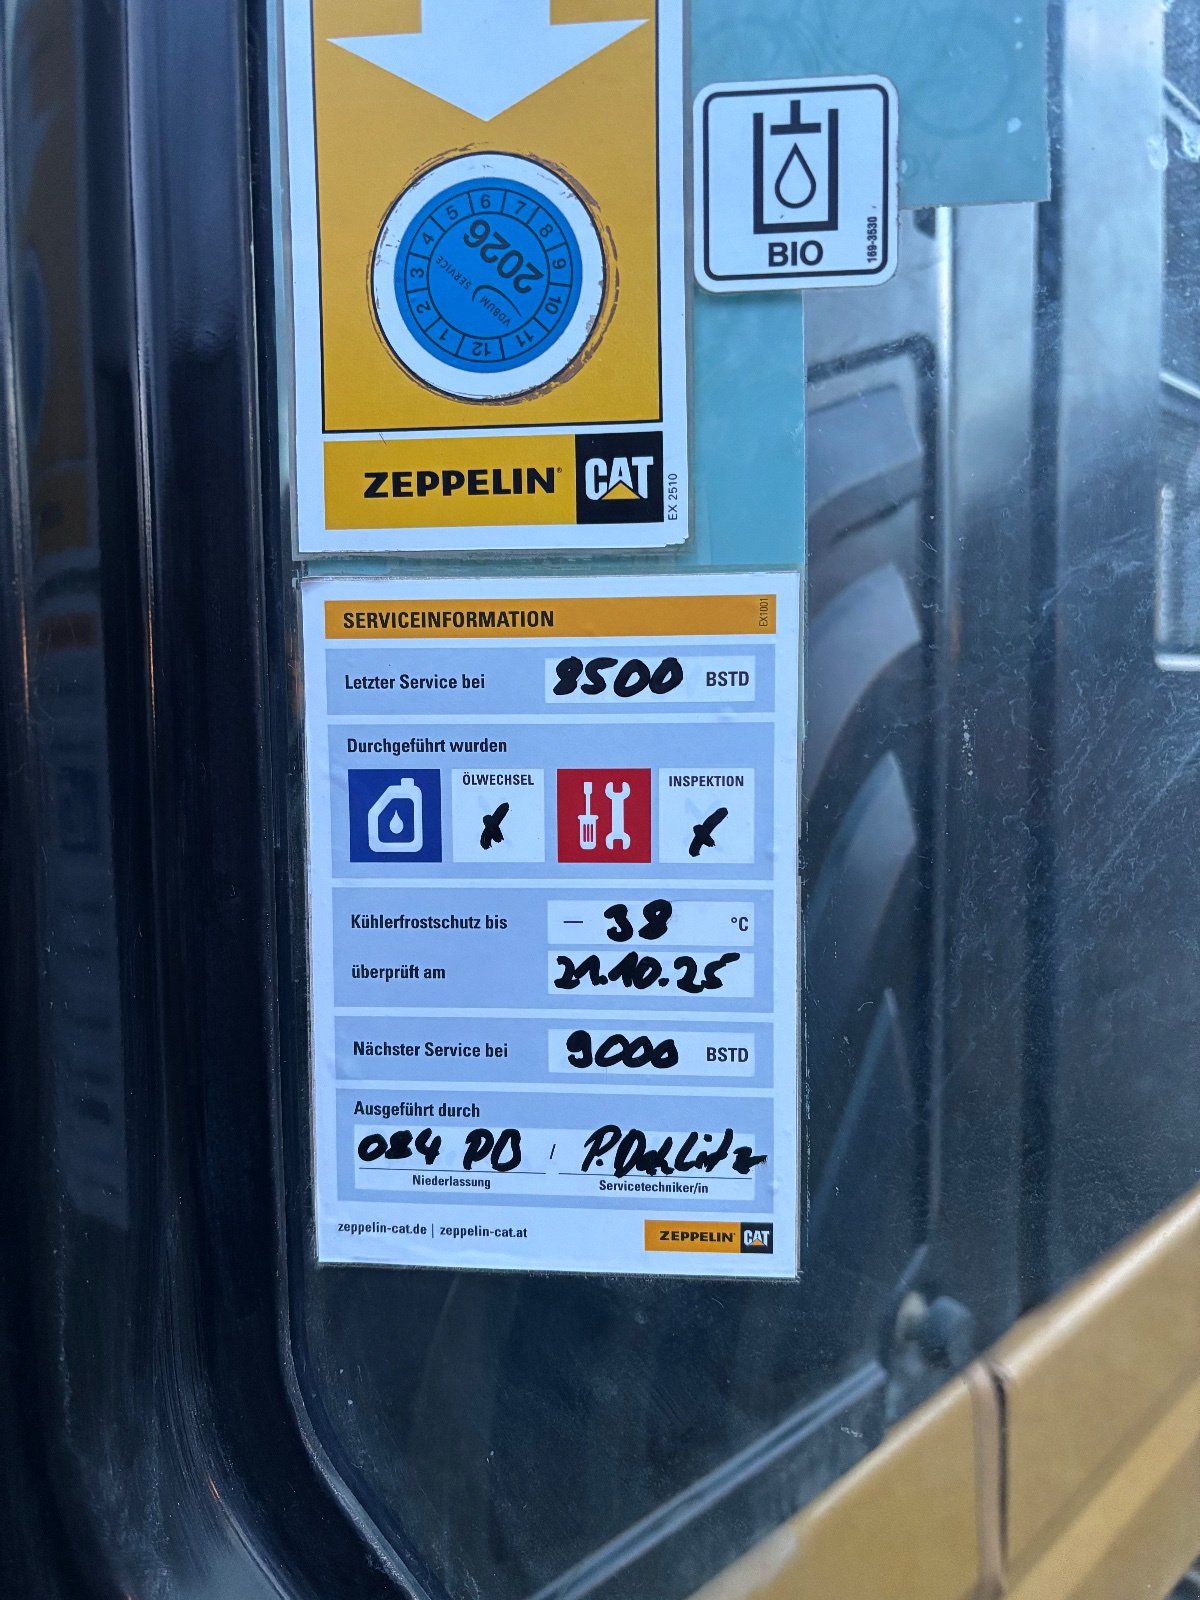 5 6 7 8
4 9
3 10
2 11
1 12
2026
VDBUM SERVICE
BIO
169-3530
ZEPPELIN® CAT
EX 2510
SERVICEINFORMATION
EX1001
Letzter Service bei 8500 BSTD
Durchgeführt wurden
ÖLWECHSEL INSPEKTION
X X
Kühlerfrostschutz bis – 38 °C
überprüft am 21.10.25
Nächster Service bei 9000 BSTD
Ausgeführt durch
084 PB /
Niederlassung Servicetechniker/in
zeppelin-cat.de | zeppelin-cat.at
ZEPPELIN CAT